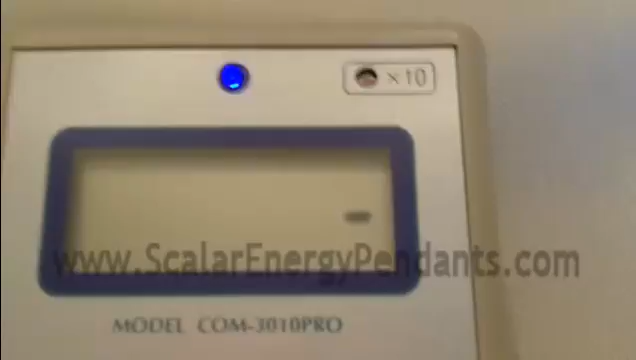 ×10
-
www.ScalarEnergyPendants.com
MODEL COM-3010PRO